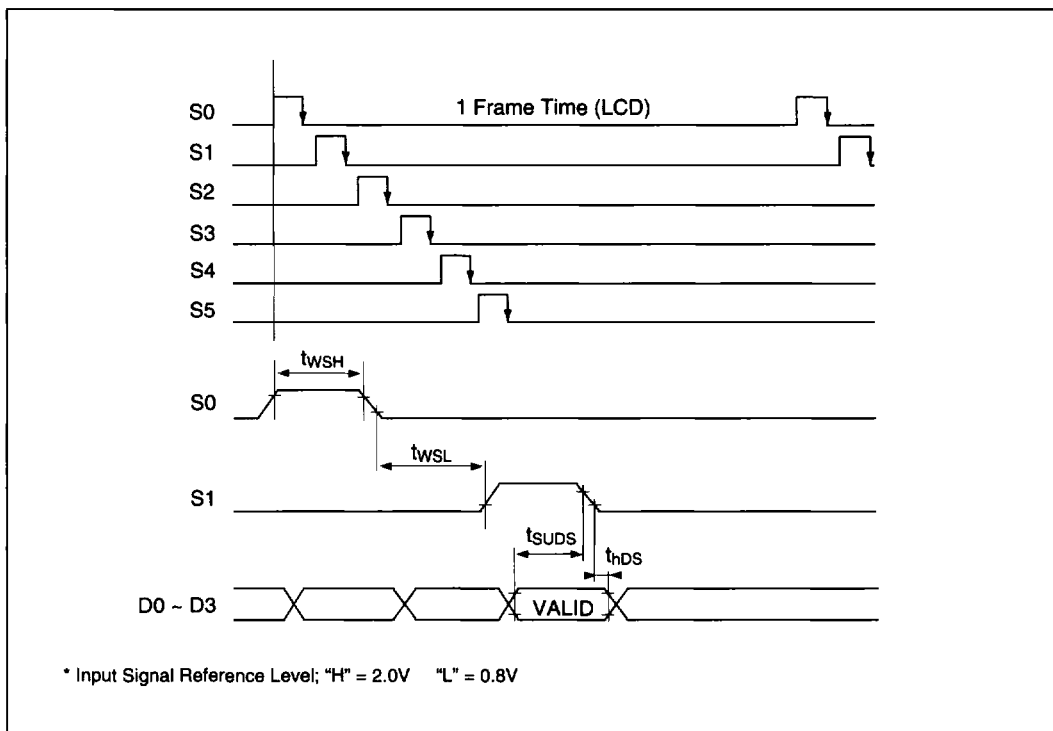 S0
1 Frame Time (LCD)
S1
S2
S3
S4
S5
tWSH
S0
tWSL
S1
tSUDS
thDS
D0 ~ D3
VALID
* Input Signal Reference Level; “H” = 2.0V “L” = 0.8V